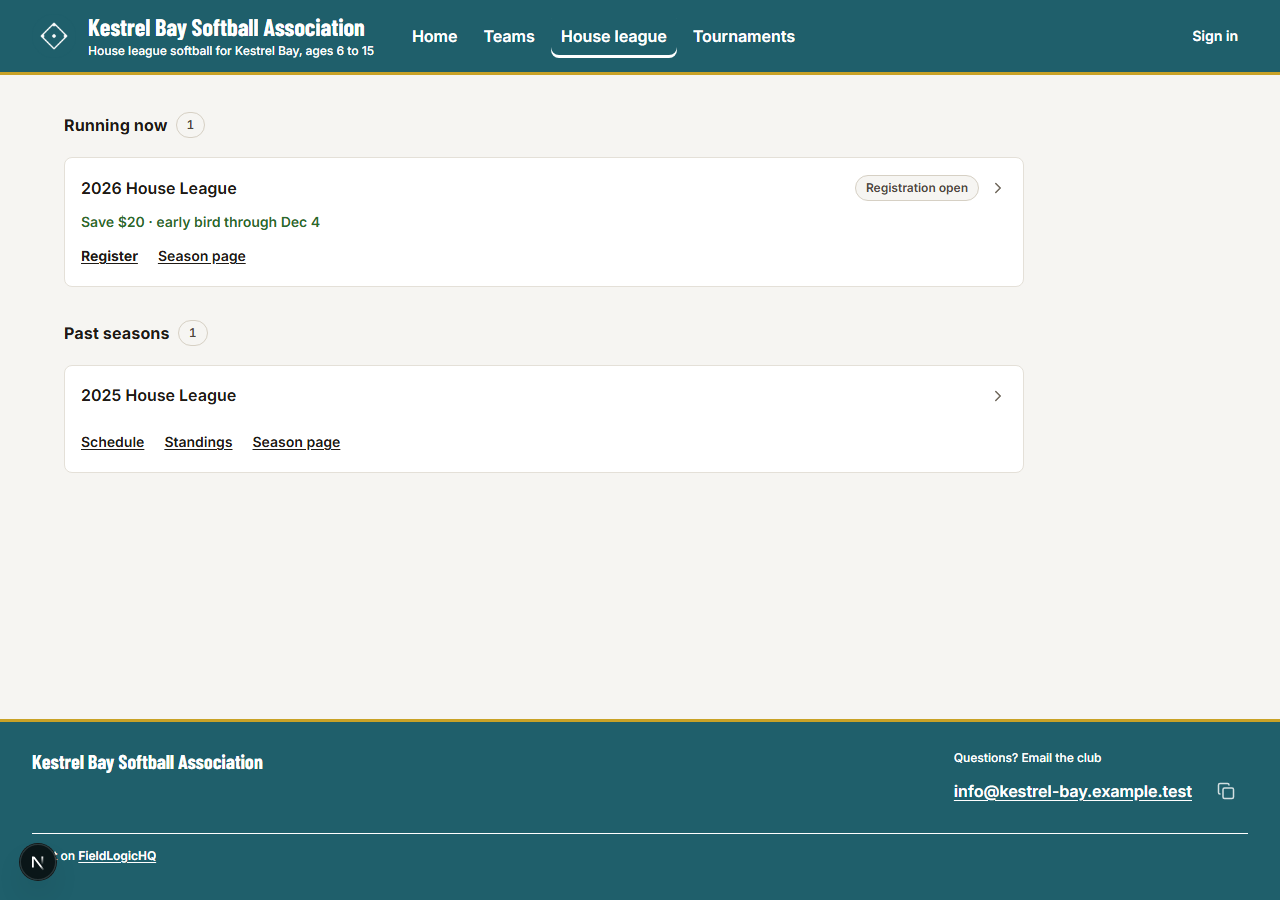 Kestrel Bay Softball Association
House league softball for Kestrel Bay, ages 6 to 15
Home
Teams
House league
Tournaments
Sign in
Running now 1
2026 House League
Registration open
Save $20 · early bird through Dec 4
Register
Season page
Past seasons 1
2025 House League
Schedule
Standings
Season page
Kestrel Bay Softball Association
Questions? Email the club
info@kestrel-bay.example.test
on FieldLogicHQ
N